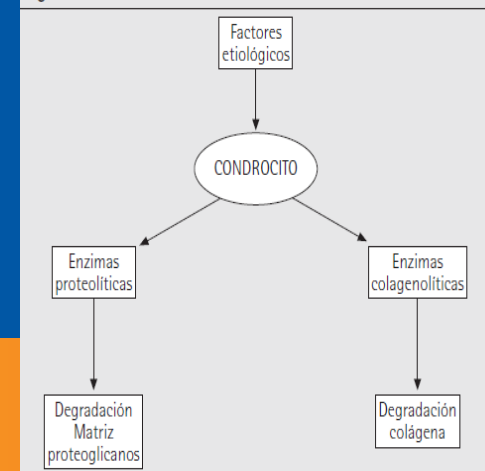 Factores
etiológicos
CONDROCITO
Enzimas
proteolíticas
Enzimas
colagenolíticas
Degradación
Matriz
proteoglicanos
Degradación
colágena